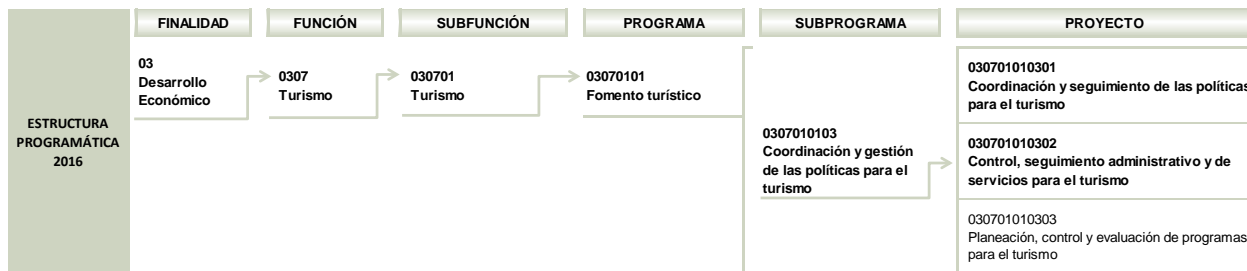 FINALIDAD
FUNCIÓN
SUBFUNCIÓN
PROGRAMA
SUBPROGRAMA
PROYECTO
ESTRUCTURA
PROGRAMÁTICA
2016
03
Desarrollo
Económico
0307
Turismo
030701
Turismo
03070101
Fomento turístico
0307010103
Coordinación y gestión
de las políticas para el
turismo
030701010301
Coordinación y seguimiento de las políticas
para el turismo
030701010302
Control, seguimiento administrativo y de
servicios para el turismo
030701010303
Planeación, control y evaluación de programas
para el turismo